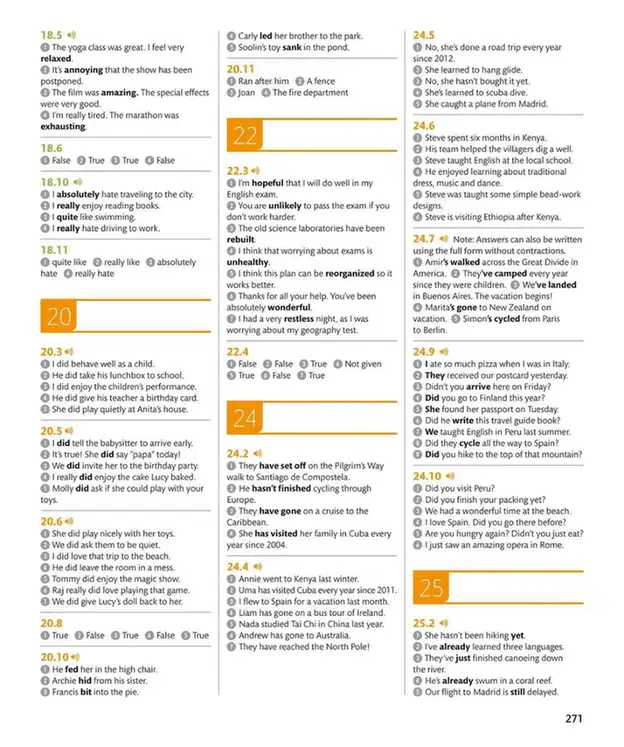 18.5
1 The yoga class was great. I feel very
relaxed.
2 It's annoying that the show has been
postponed.
3 The film was amazing. The special effects
were very good.
4 I'm really tired. The marathon was
exhausting.
18.6
1 False 2 True 3 True 4 False
18.10
1 I absolutely hate traveling to the city.
2 I really enjoy reading books.
3 I quite like swimming.
4 I really hate driving to work.
18.11
1 quite like 2 really like 3 absolutely
hate 4 really hate
20
20.3
1 I did behave well as a child.
2 He did take his lunchbox to school.
3 I did enjoy the children's performance.
4 He did give his teacher a birthday card.
5 She did play quietly at Anita's house.
20.5
1 I did tell the babysitter to arrive early.
2 It's true! She did say "papa" today!
3 We did invite her to the birthday party.
4 I really did enjoy the cake Lucy baked.
5 Molly did ask if she could play with your
toys.
20.6
1 She did play nicely with her toys.
2 We did ask them to be quiet.
3 I did love that trip to the beach.
4 He did leave the room in a mess.
5 Tommy did enjoy the magic show.
6 Raj really did love playing that game.
7 We did give Lucy's doll back to her.
20.8
1 True 2 False 3 True 4 False 5 True
20.10
1 He fed her in the high chair.
2 Archie hid from his sister.
3 Francis bit into the pie.
4 Carly led her brother to the park.
5 Soolin's toy sank in the pond.
20.11
1 Ran after him 2 A fence
3 Joan 4 The fire department
22
22.3
1 I'm hopeful that I will do well in my
English exam.
2 You are unlikely to pass the exam if you
don't work harder.
3 The old science laboratories have been
rebuilt.
4 I think that worrying about exams is
unhealthy.
5 I think this plan can be reorganized so it
works better.
6 Thanks for all your help. You've been
absolutely wonderful.
7 I had a very restless night, as I was
worrying about my geography test.
22.4
1 False 2 False 3 True 4 Not given
5 True 6 False 7 True
24
24.2
1 They have set off on the Pilgrim's Way
walk to Santiago de Compostela.
2 He hasn't finished cycling through
Europe.
3 They have gone on a cruise to the
Caribbean.
4 She has visited her family in Cuba every
year since 2004.
24.4
1 Annie went to Kenya last winter.
2 Uma has visited Cuba every year since 2011.
3 I flew to Spain for a vacation last month.
4 Liam has gone on a bus tour of Ireland.
5 Nada studied Tai Chi in China last year.
6 Andrew has gone to Australia.
7 They have reached the North Pole!
24.5
1 No, she's done a road trip every year
since 2012.
2 She learned to hang glide.
3 No, she hasn't bought it yet.
4 She's learned to scuba dive.
5 She caught a plane from Madrid.
24.6
1 Steve spent six months in Kenya.
2 His team helped the villagers dig a well.
3 Steve taught English at the local school.
4 He enjoyed learning about traditional
dress, music and dance.
5 Steve was taught some simple bead-work
designs.
6 Steve is visiting Ethiopia after Kenya.
24.7 Note: Answers can also be written
using the full form without contractions.
1 Amir's walked across the Great Divide in
America. 2 They've camped every year
since they were children. 3 We've landed
in Buenos Aires. The vacation begins!
4 Marita's gone to New Zealand on
vacation. 5 Simon's cycled from Paris
to Berlin.
24.9
1 I ate so much pizza when I was in Italy.
2 They received our postcard yesterday.
3 Didn't you arrive here on Friday?
4 Did you go to Finland this year?
5 She found her passport on Tuesday.
6 Did he write this travel guide book?
7 We taught English in Peru last summer.
8 Did they cycle all the way to Spain?
9 Did you hike to the top of that mountain?
24.10
1 Did you visit Peru?
2 Did you finish your packing yet?
3 We had a wonderful time at the beach.
4 I love Spain. Did you go there before?
5 Are you hungry again? Didn't you just eat?
6 I just saw an amazing opera in Rome.
25
25.2
1 She hasn't been hiking yet.
2 I've already learned three languages.
3 They've just finished canoeing down
the river.
4 He's already swum in a coral reef.
5 Our flight to Madrid is still delayed.
271